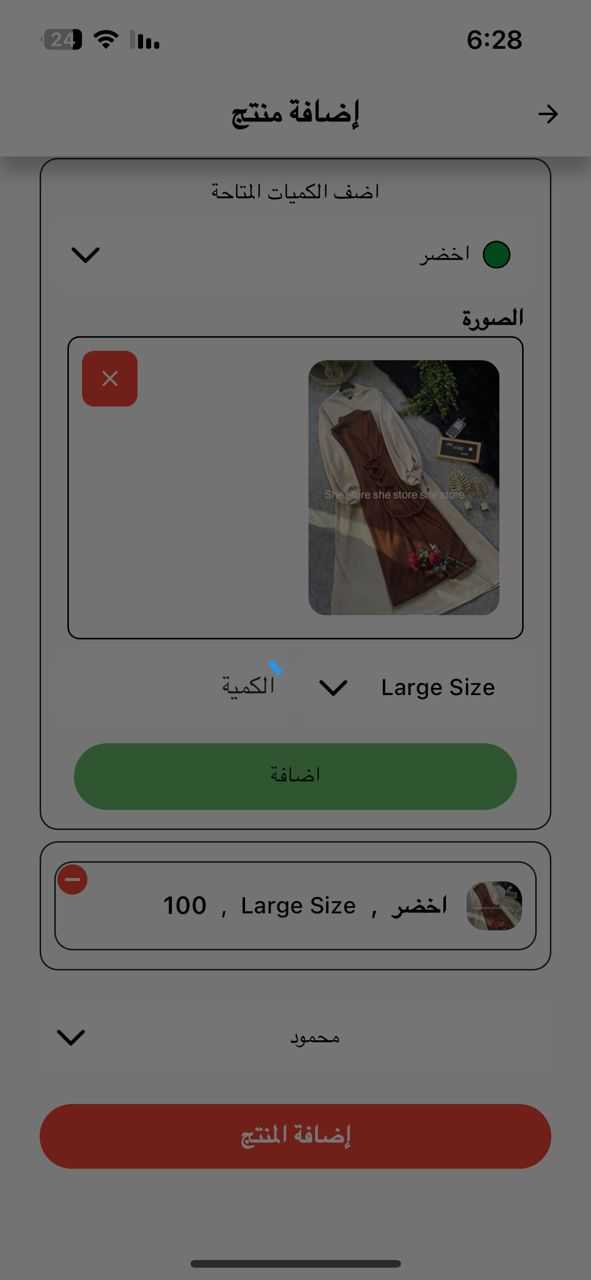 24
6:28
إضافة منتج
اضف الكميات المتاحة
اخضر
الصورة
She store she store she store
Large Size
الكمية
اضافة
اخضر , Large Size , 100
محمود
إضافة المنتج